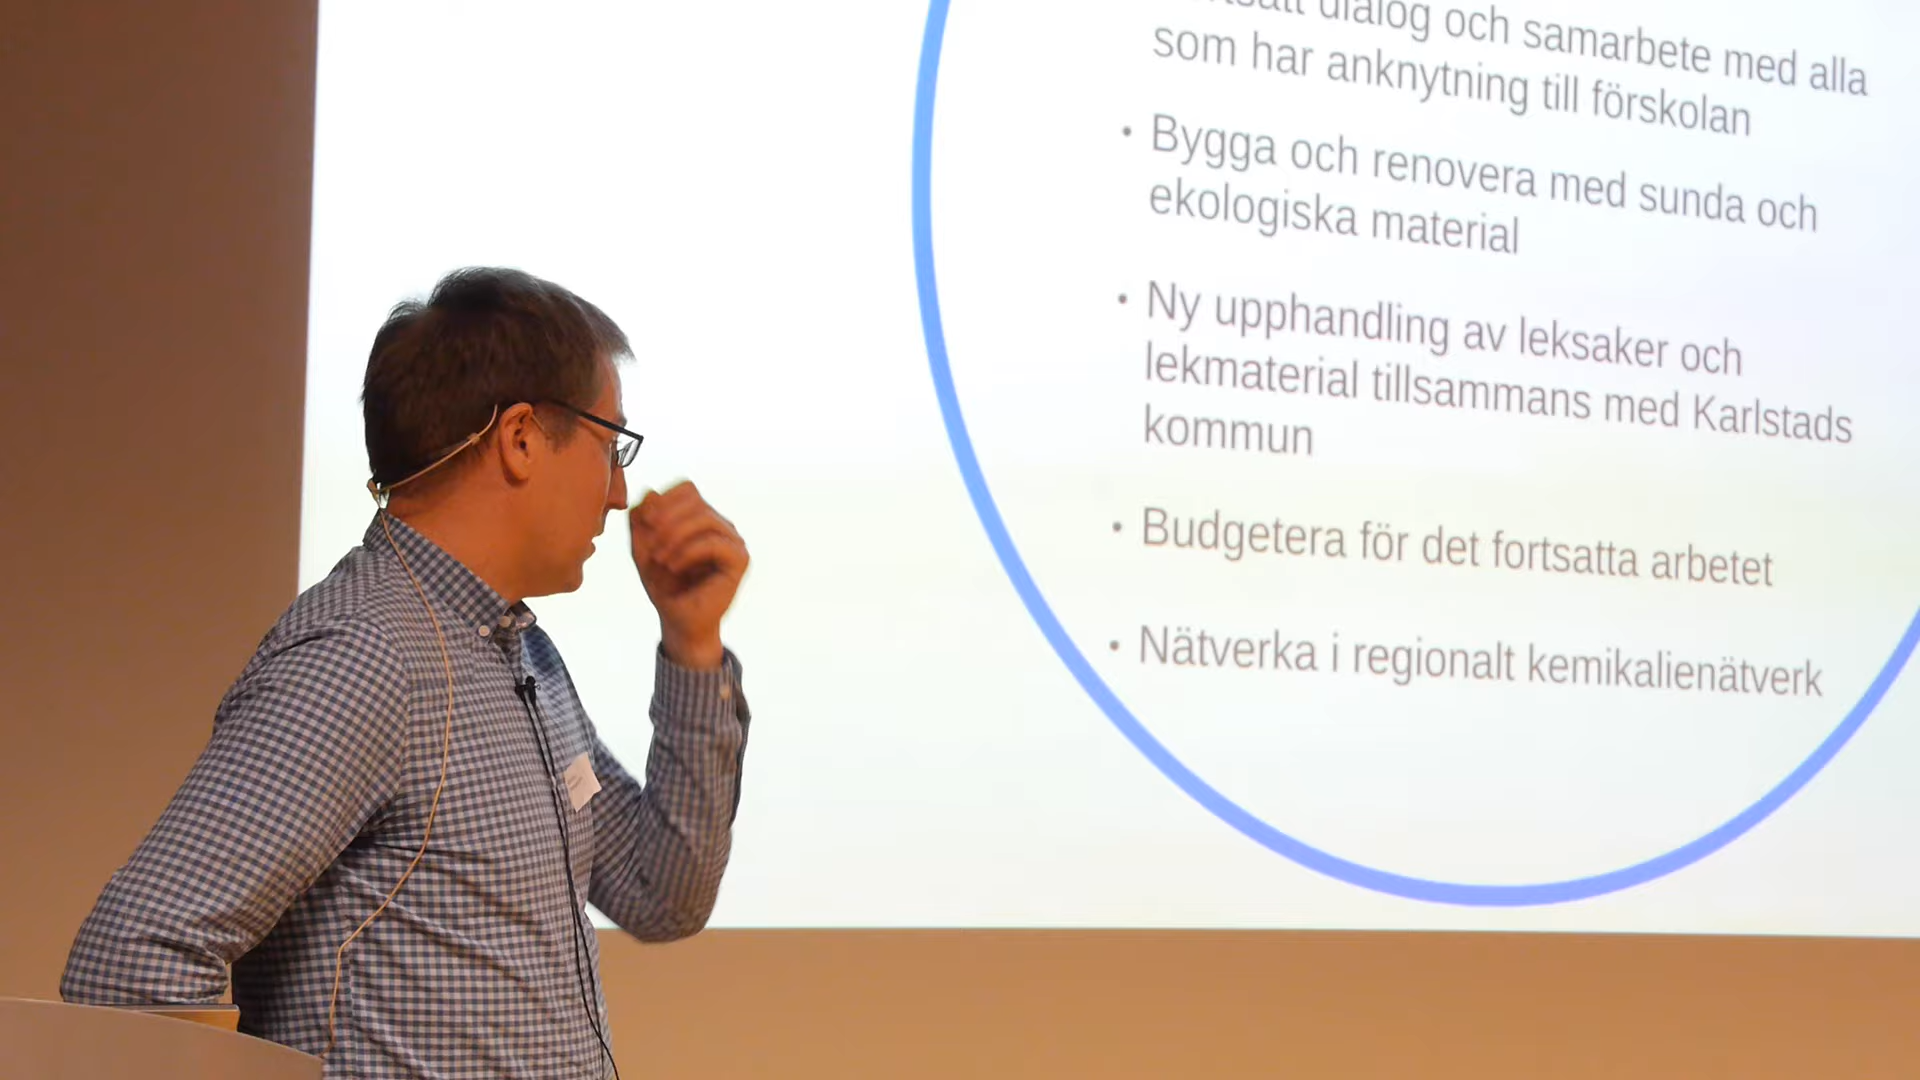 dialog och samarbete med alla
som har anknytning till förskolan
• Bygga och renovera med sunda och
ekologiska material
• Ny upphandling av leksaker och
lekmaterial tillsammans med Karlstads
kommun
• Budgetera för det fortsatta arbetet
• Nätverka i regionalt kemikalienätverk